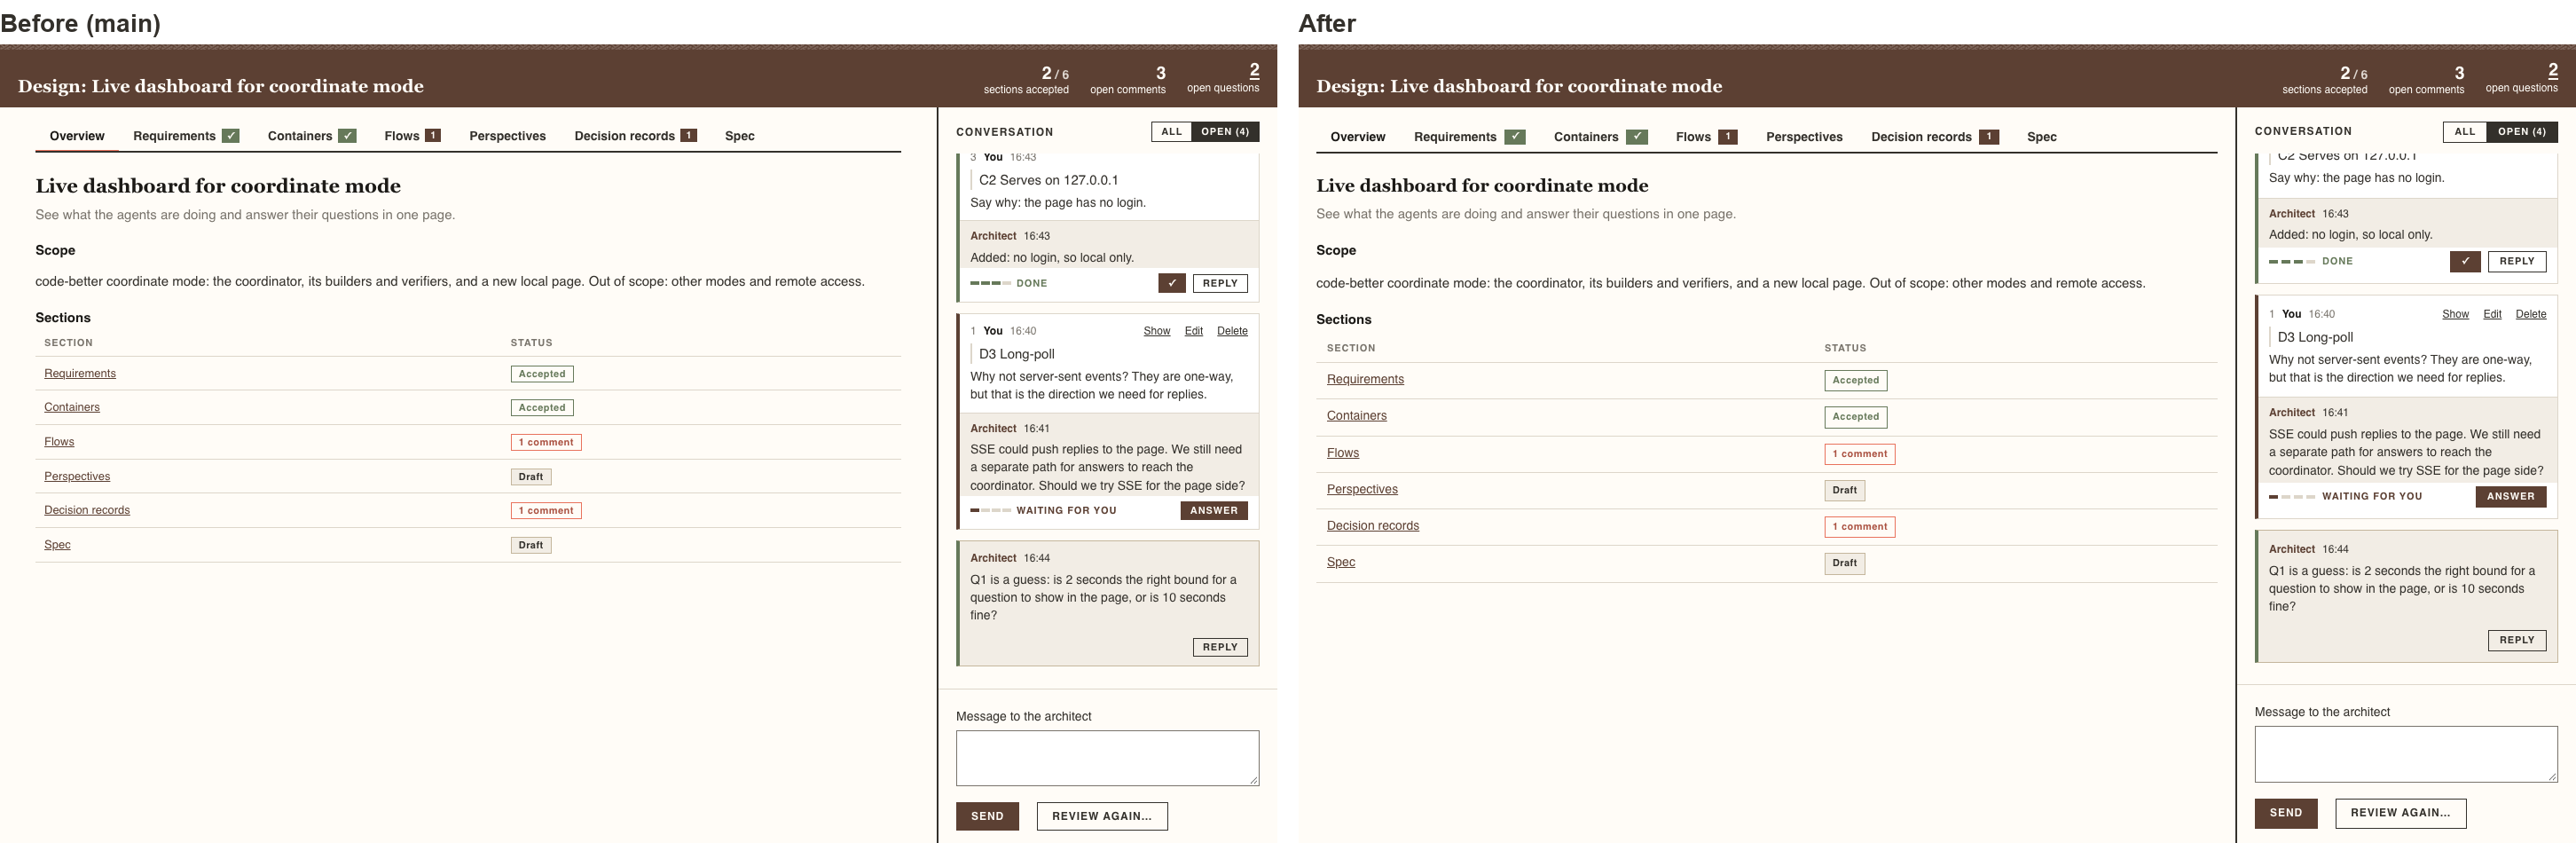 Before (main)
Design: Live dashboard for coordinate mode
2 / 6
sections accepted
3
open comments
2
open questions
Overview
Requirements ✓
Containers ✓
Flows 1
Perspectives
Decision records 1
Spec
Live dashboard for coordinate mode
See what the agents are doing and answer their questions in one page.
Scope
code-better coordinate mode: the coordinator, its builders and verifiers, and a new local page. Out of scope: other modes and remote access.
Sections
SECTION STATUS
Requirements Accepted
Containers Accepted
Flows 1 comment
Perspectives Draft
Decision records 1 comment
Spec Draft
CONVERSATION
ALL OPEN (4)
3 You 16:43
C2 Serves on 127.0.0.1
Say why: the page has no login.
Architect 16:43
Added: no login, so local only.
DONE ✓ REPLY
1 You 16:40 Show Edit Delete
D3 Long-poll
Why not server-sent events? They are one-way,
but that is the direction we need for replies.
Architect 16:41
SSE could push replies to the page. We still need
a separate path for answers to reach the
coordinator. Should we try SSE for the page side?
WAITING FOR YOU ANSWER
Architect 16:44
Q1 is a guess: is 2 seconds the right bound for a
question to show in the page, or is 10 seconds
fine?
REPLY
Message to the architect
SEND REVIEW AGAIN...
After
Design: Live dashboard for coordinate mode
2 / 6
sections accepted
3
open comments
2
open questions
Overview
Requirements ✓
Containers ✓
Flows 1
Perspectives
Decision records 1
Spec
Live dashboard for coordinate mode
See what the agents are doing and answer their questions in one page.
Scope
code-better coordinate mode: the coordinator, its builders and verifiers, and a new local page. Out of scope: other modes and remote access.
Sections
SECTION STATUS
Requirements Accepted
Containers Accepted
Flows 1 comment
Perspectives Draft
Decision records 1 comment
Spec Draft
CONVERSATION
ALL OPEN (4)
C2 Serves on 127.0.0.1
Say why: the page has no login.
Architect 16:43
Added: no login, so local only.
DONE ✓ REPLY
1 You 16:40 Show Edit Delete
D3 Long-poll
Why not server-sent events? They are one-way,
but that is the direction we need for replies.
Architect 16:41
SSE could push replies to the page. We still need
a separate path for answers to reach the
coordinator. Should we try SSE for the page side?
WAITING FOR YOU ANSWER
Architect 16:44
Q1 is a guess: is 2 seconds the right bound for a
question to show in the page, or is 10 seconds
fine?
REPLY
Message to the architect
SEND REVIEW AGAIN...